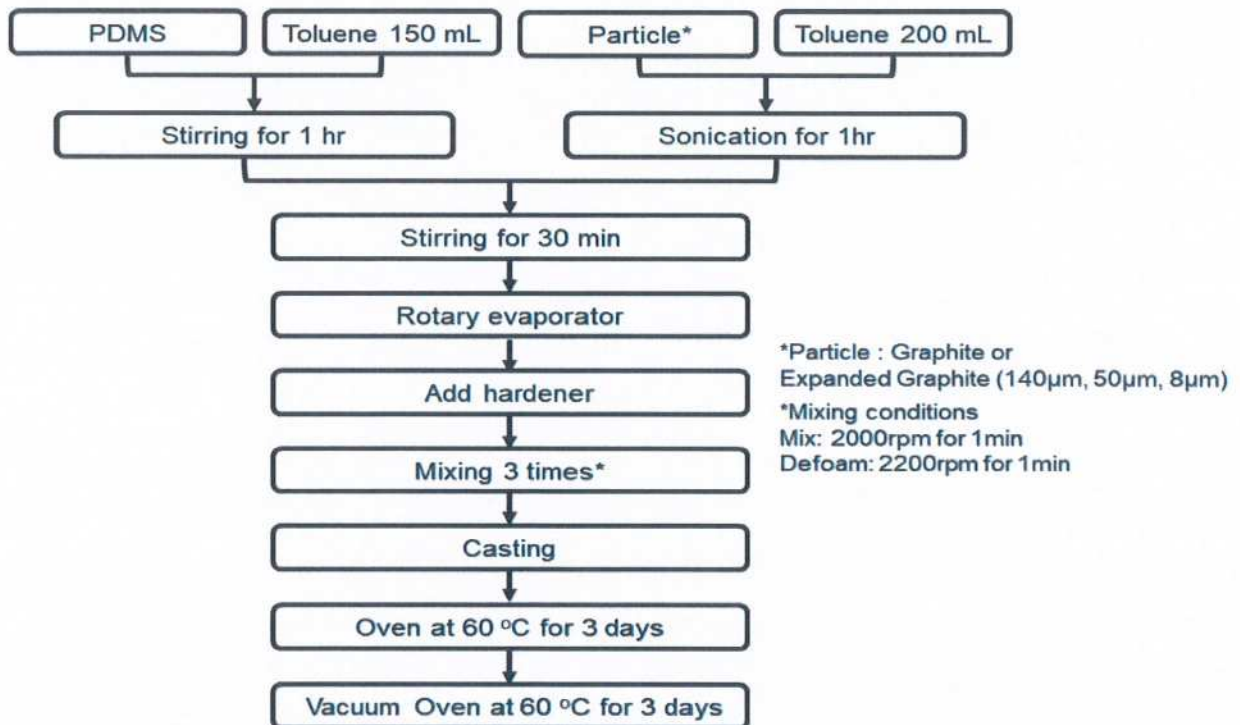 PDMS
Toluene 150 mL
Particle*
Toluene 200 mL
Stirring for 1 hr
Sonication for 1hr
Stirring for 30 min
Rotary evaporator
Add hardener
Mixing 3 times*
Casting
Oven at 60 °C for 3 days
Vacuum Oven at 60 °C for 3 days
*Particle : Graphite or
Expanded Graphite (140µm, 50µm, 8µm)
*Mixing conditions
Mix: 2000rpm for 1min
Defoam: 2200rpm for 1min